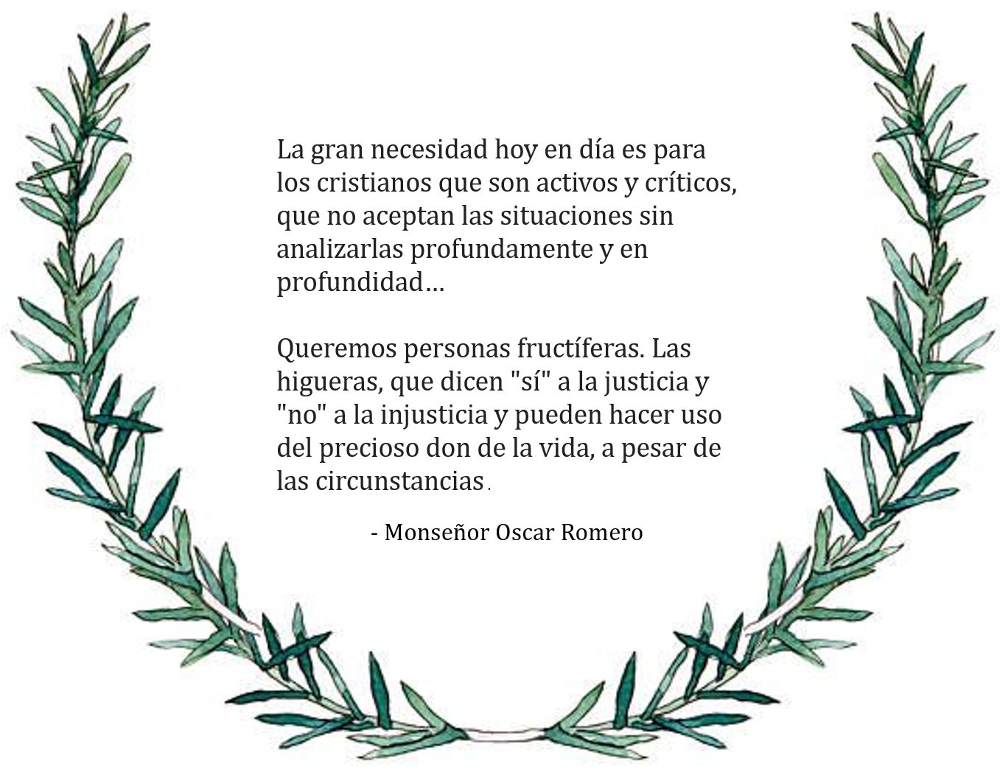 La gran necesidad hoy en día es para
los cristianos que son activos y críticos,
que no aceptan las situaciones sin
analizarlas profundamente y en
profundidad...
Queremos personas fructíferas. Las
higueras, que dicen "sí" a la justicia y
"no" a la injusticia y pueden hacer uso
del precioso don de la vida, a pesar de
las circunstancias.
- Monseñor Oscar Romero